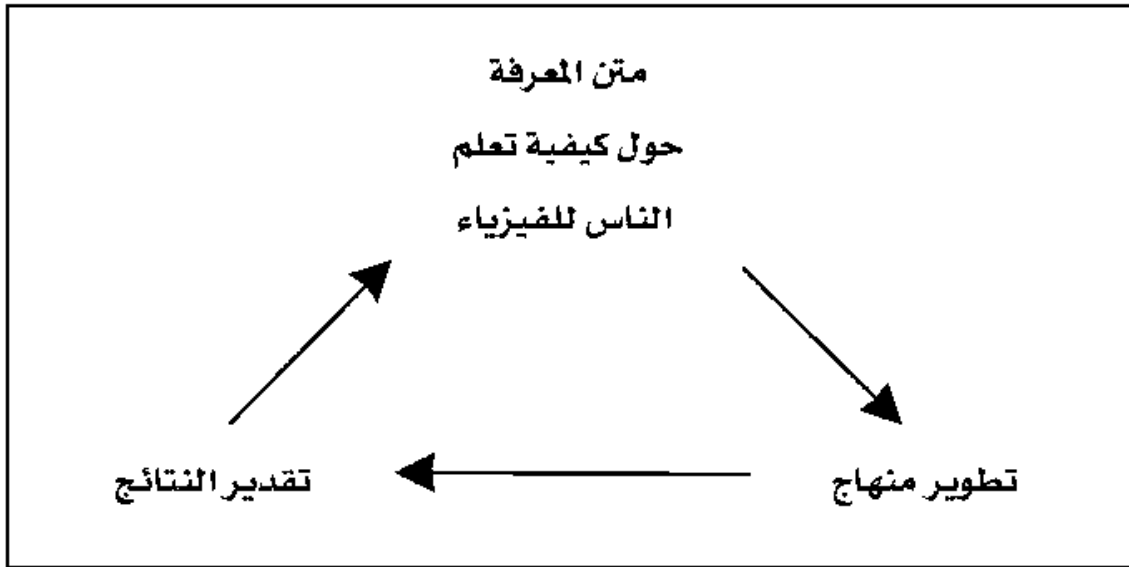 متن المعرفة
حول كيفية تعلم
الناس للفيزياء
تطوير منهاج
تقدير النتائج